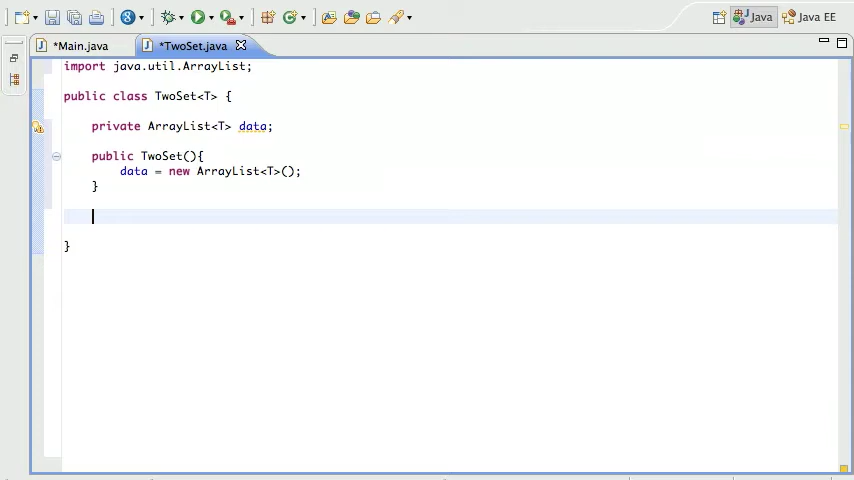 Java
Java EE
*Main.java
*TwoSet.java
import java.util.ArrayList;
public class TwoSet<T> {
private ArrayList<T> data;
public TwoSet(){
data = new ArrayList<T>();
}
}